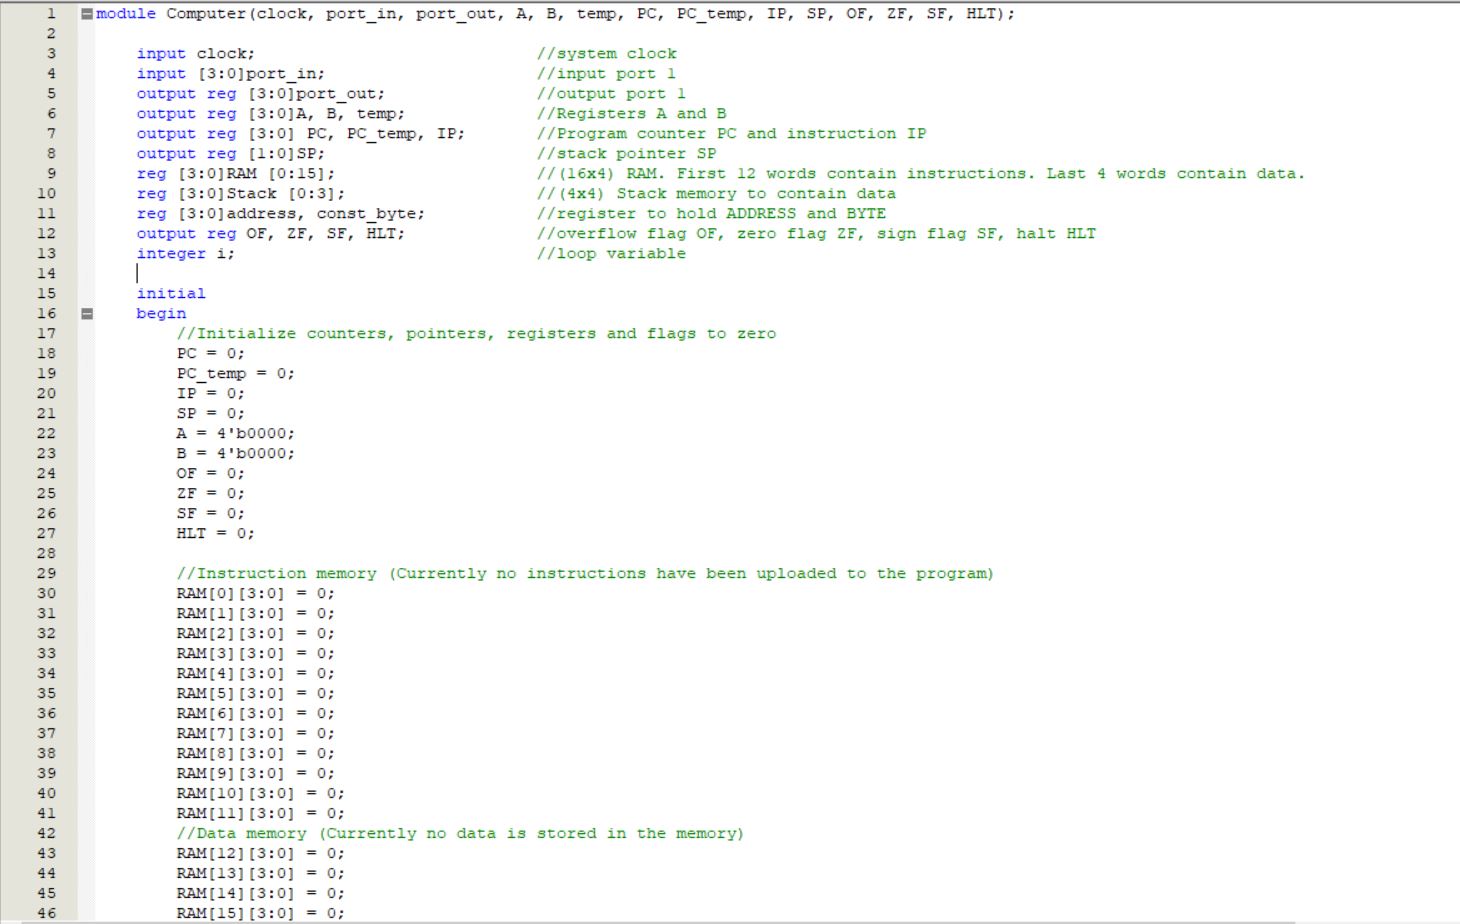 1 module Computer(clock, port_in, port_out, A, B, temp, PC, PC_temp, IP, SP, OF, ZF, SF, HLT);
2
3 input clock; //system clock
4 input [3:0]port_in; //input port 1
5 output reg [3:0]port_out; //output port 1
6 output reg [3:0]A, B, temp; //Registers A and B
7 output reg [3:0] PC, PC_temp, IP; //Program counter PC and instruction IP
8 output reg [1:0]SP; //stack pointer SP
9 reg [3:0]RAM [0:15]; //(16x4) RAM. First 12 words contain instructions. Last 4 words contain data.
10 reg [3:0]Stack [0:3]; //(4x4) Stack memory to contain data
11 reg [3:0]address, const_byte; //register to hold ADDRESS and BYTE
12 output reg OF, ZF, SF, HLT; //overflow flag OF, zero flag ZF, sign flag SF, halt HLT
13 integer i; //loop variable
14
15 initial
16 begin
17 //Initialize counters, pointers, registers and flags to zero
18 PC = 0;
19 PC_temp = 0;
20 IP = 0;
21 SP = 0;
22 A = 4'b0000;
23 B = 4'b0000;
24 OF = 0;
25 ZF = 0;
26 SF = 0;
27 HLT = 0;
28
29 //Instruction memory (Currently no instructions have been uploaded to the program)
30 RAM[0][3:0] = 0;
31 RAM[1][3:0] = 0;
32 RAM[2][3:0] = 0;
33 RAM[3][3:0] = 0;
34 RAM[4][3:0] = 0;
35 RAM[5][3:0] = 0;
36 RAM[6][3:0] = 0;
37 RAM[7][3:0] = 0;
38 RAM[8][3:0] = 0;
39 RAM[9][3:0] = 0;
40 RAM[10][3:0] = 0;
41 RAM[11][3:0] = 0;
42 //Data memory (Currently no data is stored in the memory)
43 RAM[12][3:0] = 0;
44 RAM[13][3:0] = 0;
45 RAM[14][3:0] = 0;
46 RAM[15][3:0] = 0;